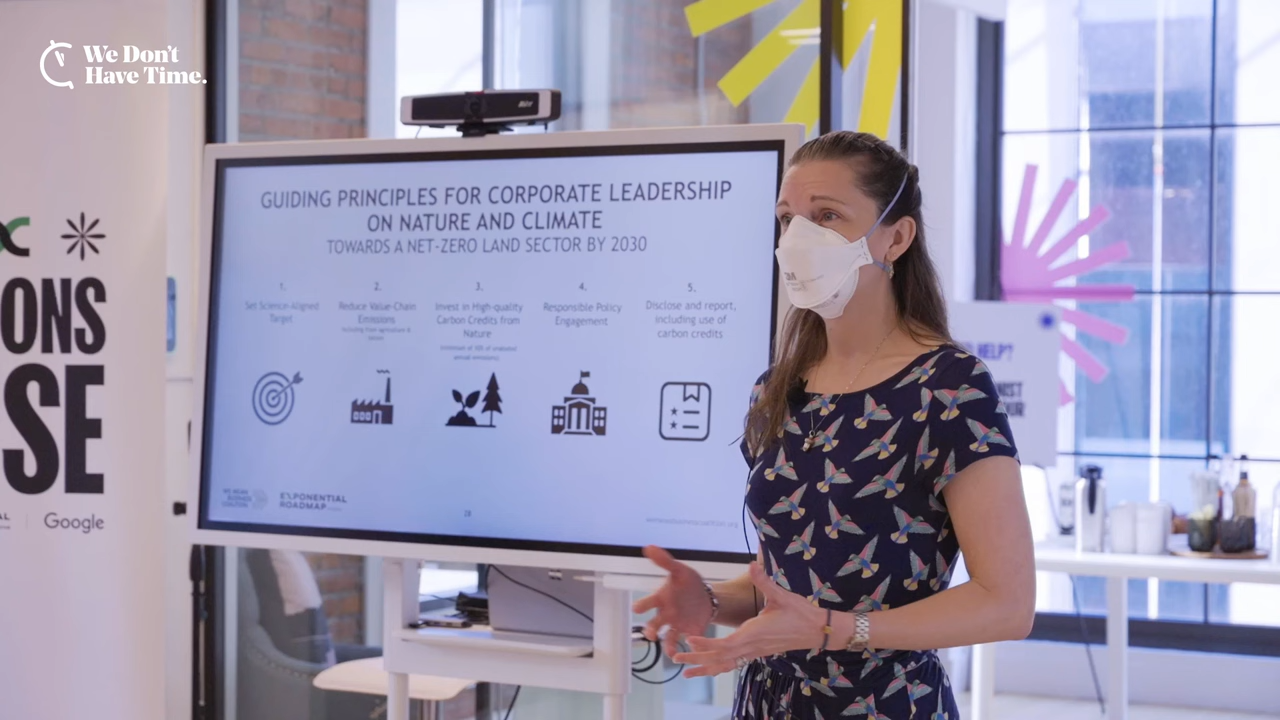 We Don't
Have Time.
GUIDING PRINCIPLES FOR CORPORATE LEADERSHIP
ON NATURE AND CLIMATE
TOWARDS A NET-ZERO LAND SECTOR BY 2030
1.
Set Science-Aligned
Target
2.
Reduce Value-Chain
Emissions
3.
Invest in High-quality
Carbon Credits from
Nature
4.
Responsible Policy
Engagement
5.
Disclose and report,
including use of
carbon credits
EXPONENTIAL
ROADMAP
ONS
SE
Google
3M
HELP?